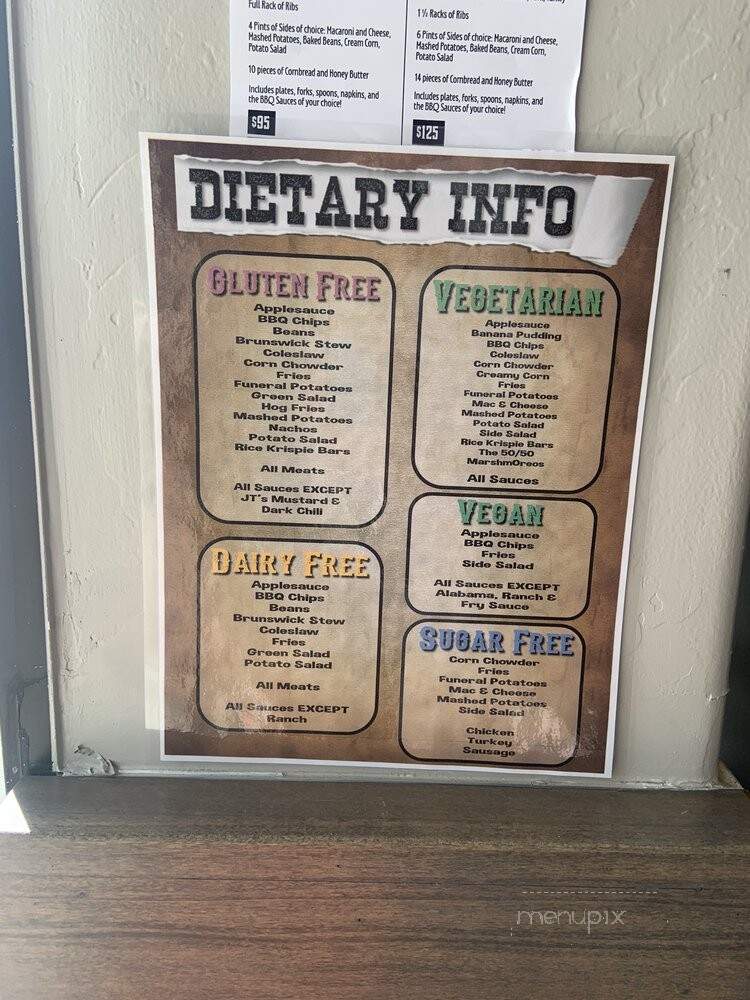 Full Rack of Ribs
4 Pints of Sides of choice: Macaroni and Cheese,
Mashed Potatoes, Baked Beans, Cream Corn,
Potato Salad
10 pieces of Cornbread and Honey Butter
Includes plates, forks, spoons, napkins, and
the BBQ Sauces of your choice!
$95
1 ½ Racks of Ribs
6 Pints of Sides of choice: Macaroni and Cheese,
Mashed Potatoes, Baked Beans, Cream Corn,
Potato Salad
14 pieces of Cornbread and Honey Butter
Includes plates, forks, spoons, napkins, and
the BBQ Sauces of your choice!
$125
DIETARY INFO
GLUTEN FREE
Applesauce
BBQ Chips
Beans
Brunswick Stew
Coleslaw
Corn Chowder
Fries
Funeral Potatoes
Green Salad
Hog Fries
Mashed Potatoes
Nachos
Potato Salad
Rice Krispie Bars
All Meats
All Sauces EXCEPT
JT's Mustard &
Dark Chili
DAIRY FREE
Applesauce
BBQ Chips
Beans
Brunswick Stew
Coleslaw
Fries
Green Salad
Potato Salad
All Meats
All Sauces EXCEPT
Ranch
VEGETARIAN
Applesauce
Banana Pudding
BBQ Chips
Coleslaw
Corn Chowder
Creamy Corn
Fries
Funeral Potatoes
Mac & Cheese
Mashed Potatoes
Potato Salad
Side Salad
Rice Krispie Bars
The 50/50
MarshmOreos
All Sauces
VEGAN
Applesauce
BBQ Chips
Fries
Side Salad
All Sauces EXCEPT
Alabama, Ranch &
Fry Sauce
SUGAR FREE
Corn Chowder
Fries
Funeral Potatoes
Mac & Cheese
Mashed Potatoes
Side Salad
Chicken
Turkey
Sausage
menupix